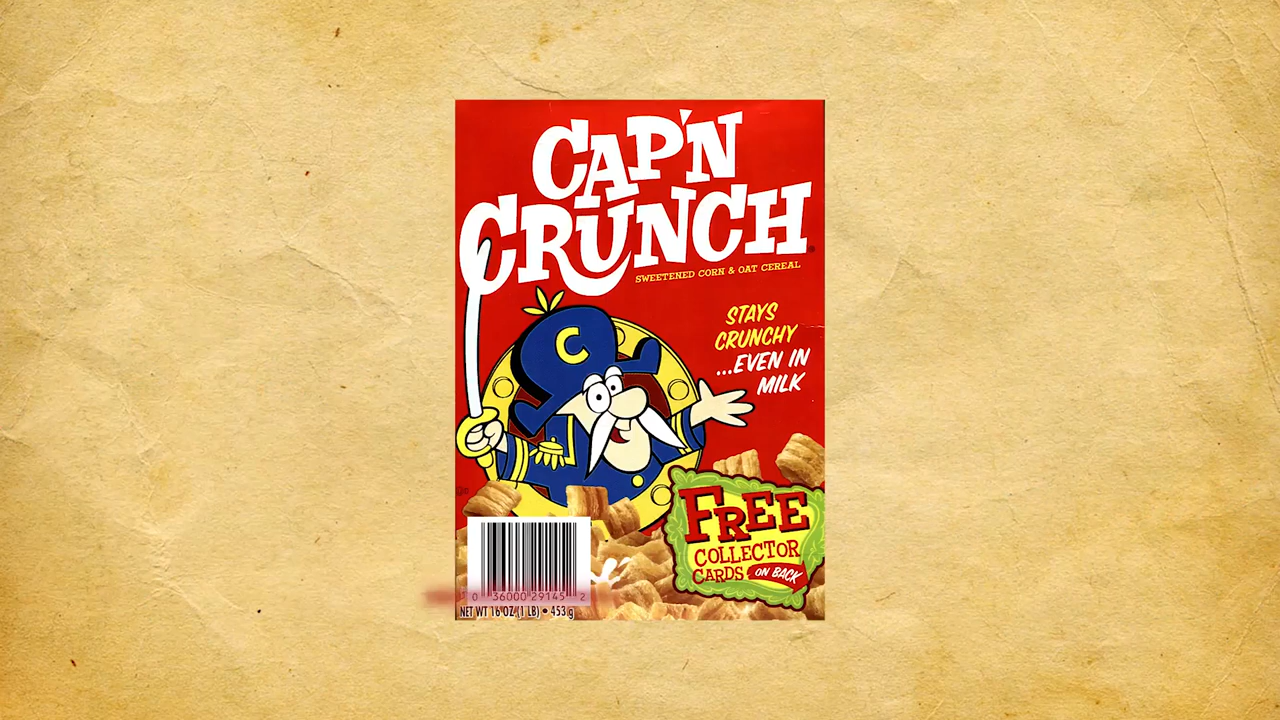 CAP'N
CRUNCH
SWEETENED CORN & OAT CEREAL
STAYS
CRUNCHY
...EVEN IN
MILK
C
FREE
COLLECTOR
CARDS ON BACK
0 36000 29145 2
NET WT 16 OZ (1 LB) • 453 g